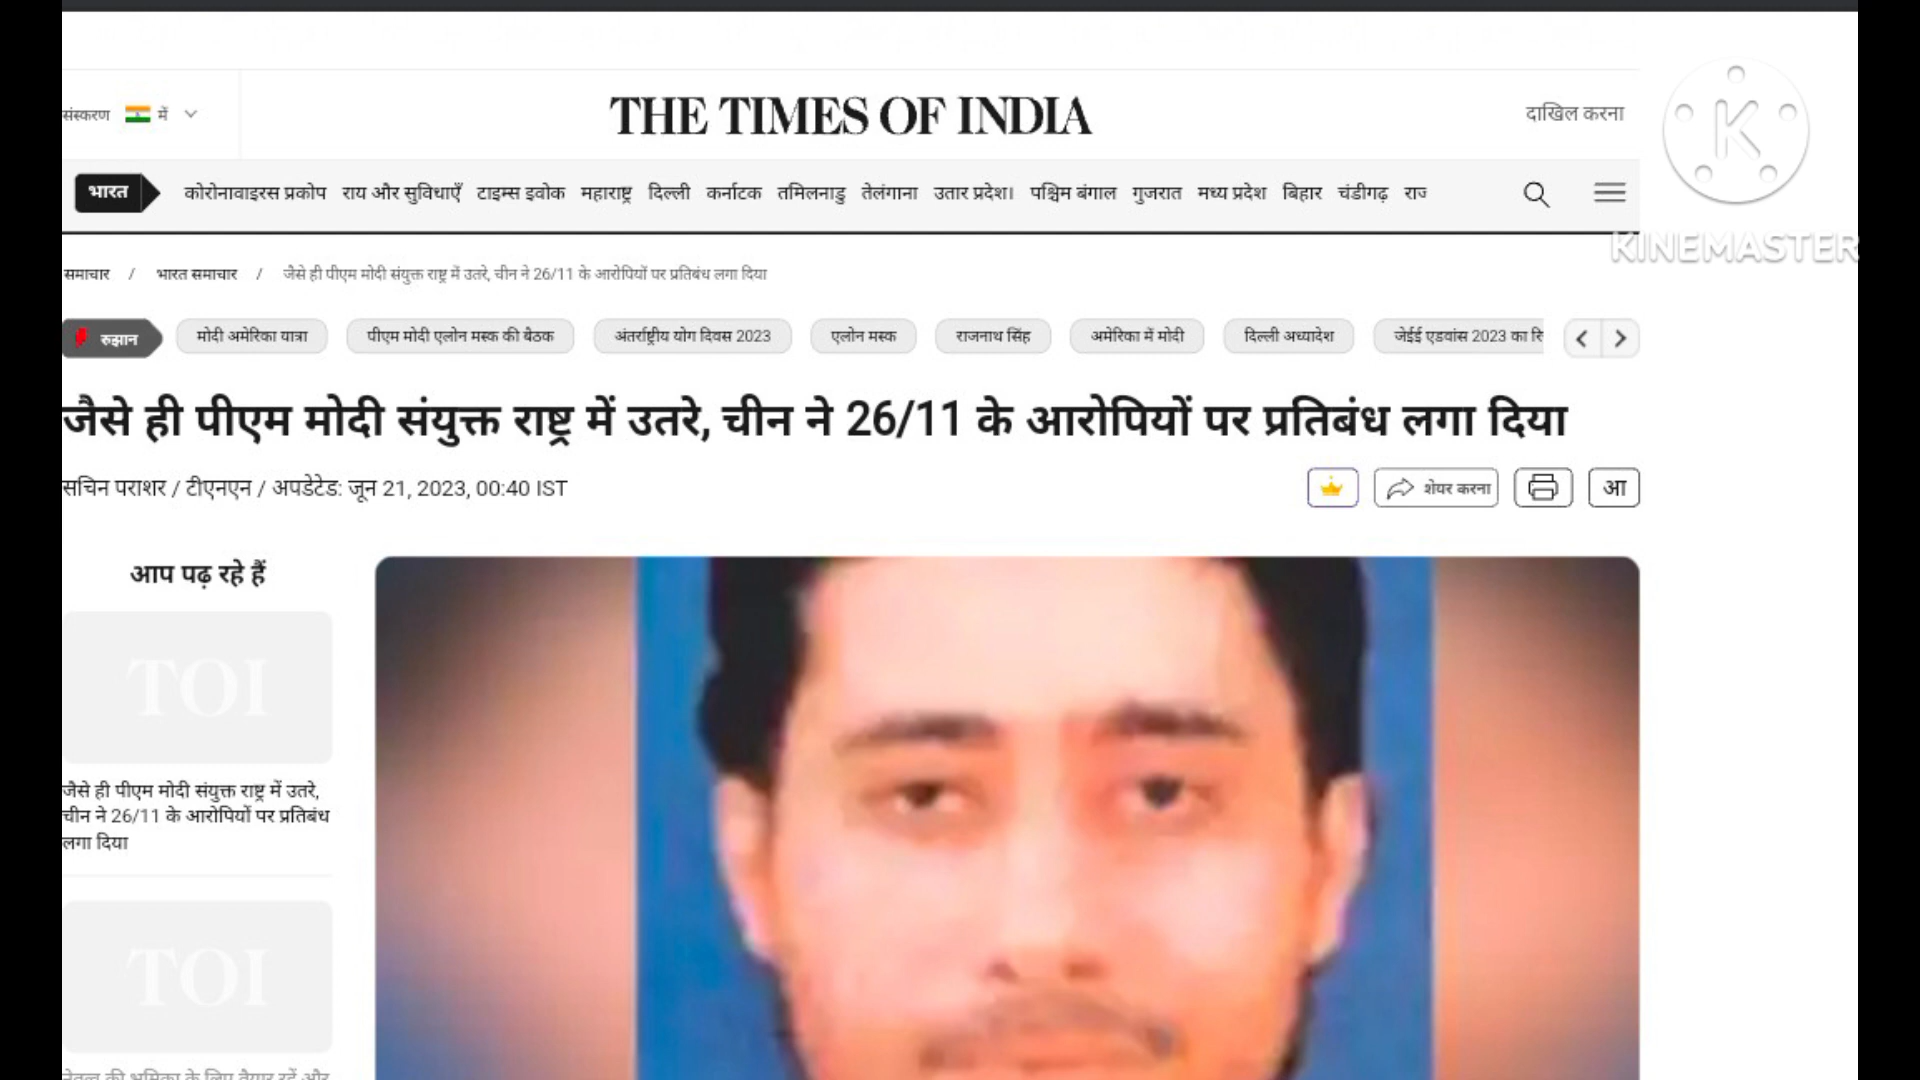 संस्करण में
THE TIMES OF INDIA
दाखिल करना
KINEMASTER
भारत कोरोनावाइरस प्रकोप राय और सुविधाएँ टाइम्स इवोक महाराष्ट्र दिल्ली कर्नाटक तमिलनाडु तेलंगाना उतार प्रदेश। पश्चिम बंगाल गुजरात मध्य प्रदेश बिहार चंडीगढ़ राज
समाचार / भारत समाचार / जैसे ही पीएम मोदी संयुक्त राष्ट्र में उतरे, चीन ने 26/11 के आरोपियों पर प्रतिबंध लगा दिया
रुझान मोदी अमेरिका यात्रा पीएम मोदी एलोन मस्क की बैठक अंतर्राष्ट्रीय योग दिवस 2023 एलोन मस्क राजनाथ सिंह अमेरिका में मोदी दिल्ली अध्यादेश जेईई एडवांस 2023 का रि
जैसे ही पीएम मोदी संयुक्त राष्ट्र में उतरे, चीन ने 26/11 के आरोपियों पर प्रतिबंध लगा दिया
सचिन पराशर / टीएनएन / अपडेटेड: जून 21, 2023, 00:40 IST
शेयर करना
आ
आप पढ़ रहे हैं
TOI
जैसे ही पीएम मोदी संयुक्त राष्ट्र में उतरे,
चीन ने 26/11 के आरोपियों पर प्रतिबंध
लगा दिया
TOI